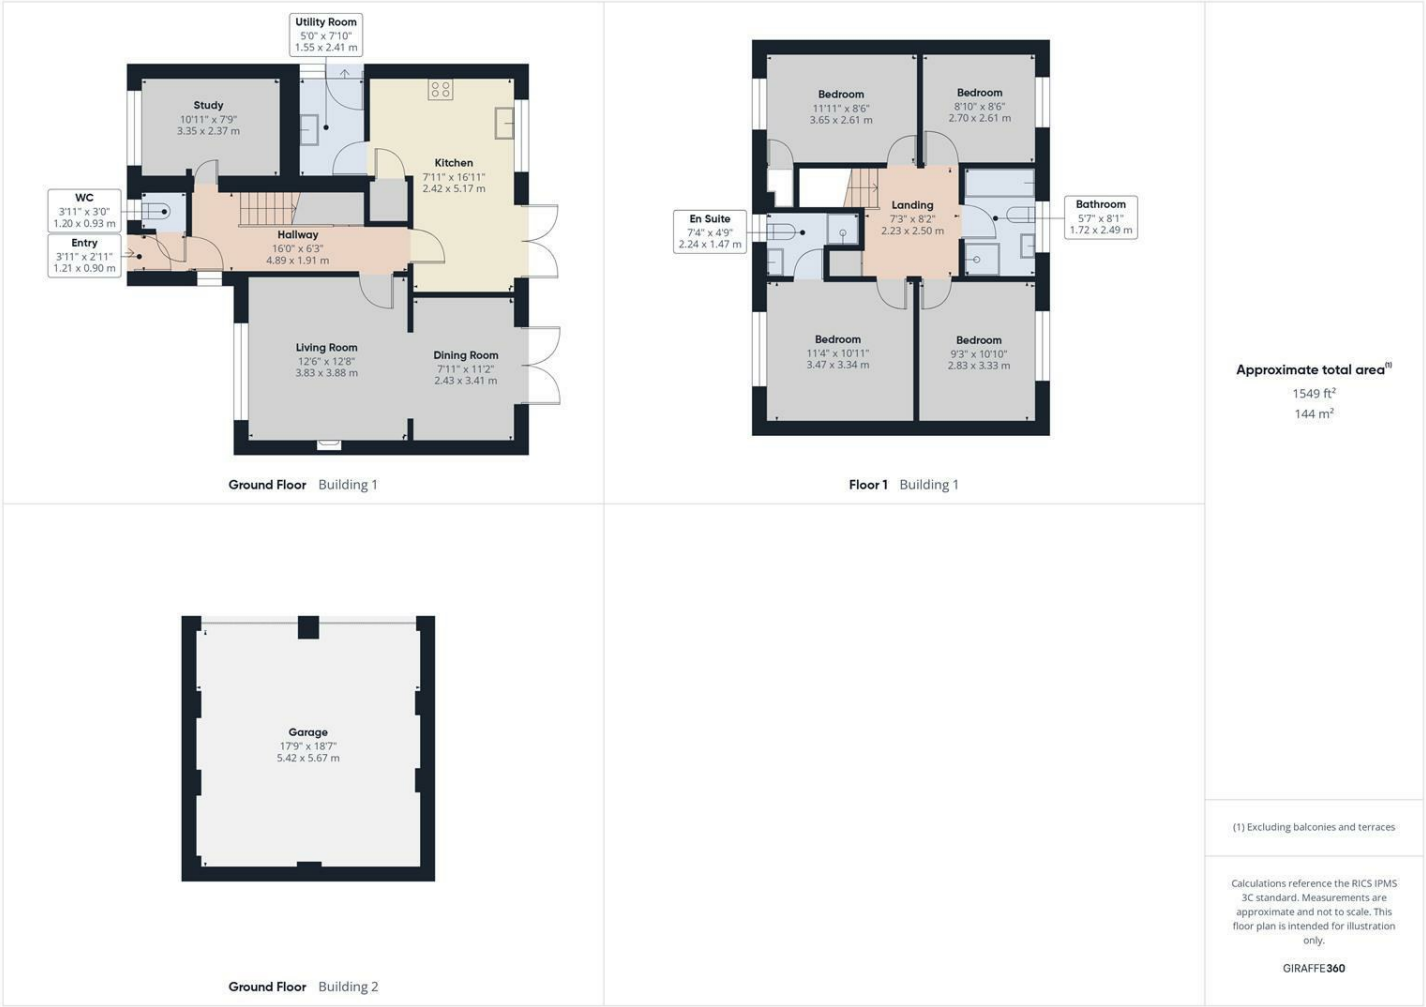 Utility Room
5'0" x 7'10"
1.55 x 2.41 m
Study
10'11" x 7'9"
3.35 x 2.37 m
Kitchen
7'11" x 16'11"
2.42 x 5.17 m
WC
3'11" x 3'0"
1.20 x 0.93 m
Entry
3'11" x 2'11"
1.21 x 0.90 m
Hallway
16'0" x 6'3"
4.89 x 1.91 m
Living Room
12'6" x 12'8"
3.83 x 3.88 m
Dining Room
7'11" x 11'2"
2.43 x 3.41 m
Ground Floor Building 1
Bedroom
11'11" x 8'6"
3.65 x 2.61 m
Bedroom
8'10" x 8'6"
2.70 x 2.61 m
Landing
7'3" x 8'2"
2.23 x 2.50 m
Bathroom
5'7" x 8'1"
1.72 x 2.49 m
En Suite
7'4" x 4'9"
2.24 x 1.47 m
Bedroom
11'4" x 10'11"
3.47 x 3.34 m
Bedroom
9'3" x 10'10"
2.83 x 3.33 m
Floor 1 Building 1
Garage
17'9" x 18'7"
5.42 x 5.67 m
Ground Floor Building 2
Approximate total area(1)
1549 ft²
144 m²
(1) Excluding balconies and terraces
Calculations reference the RICS IPMS
3C standard. Measurements are
approximate and not to scale. This
floor plan is intended for illustration
only.
GIRAFFE360